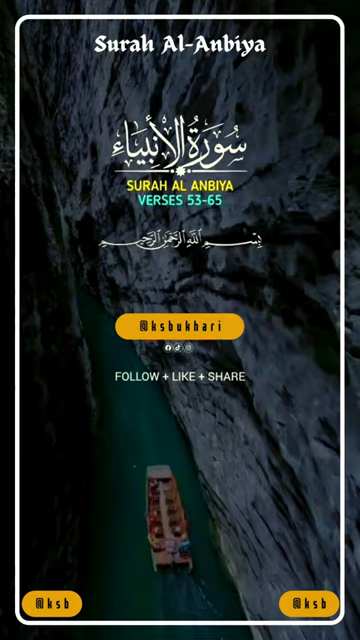 Surah Al-Anbiya
سُورَةُ الأَنْبِيَاءِ
SURAH AL ANBIYA
VERSES 53-65
بِسْمِ اللَّهِ الرَّحْمَٰنِ الرَّحِيمِ
@ksbukhari
FOLLOW + LIKE + SHARE
@ksb
@ksb